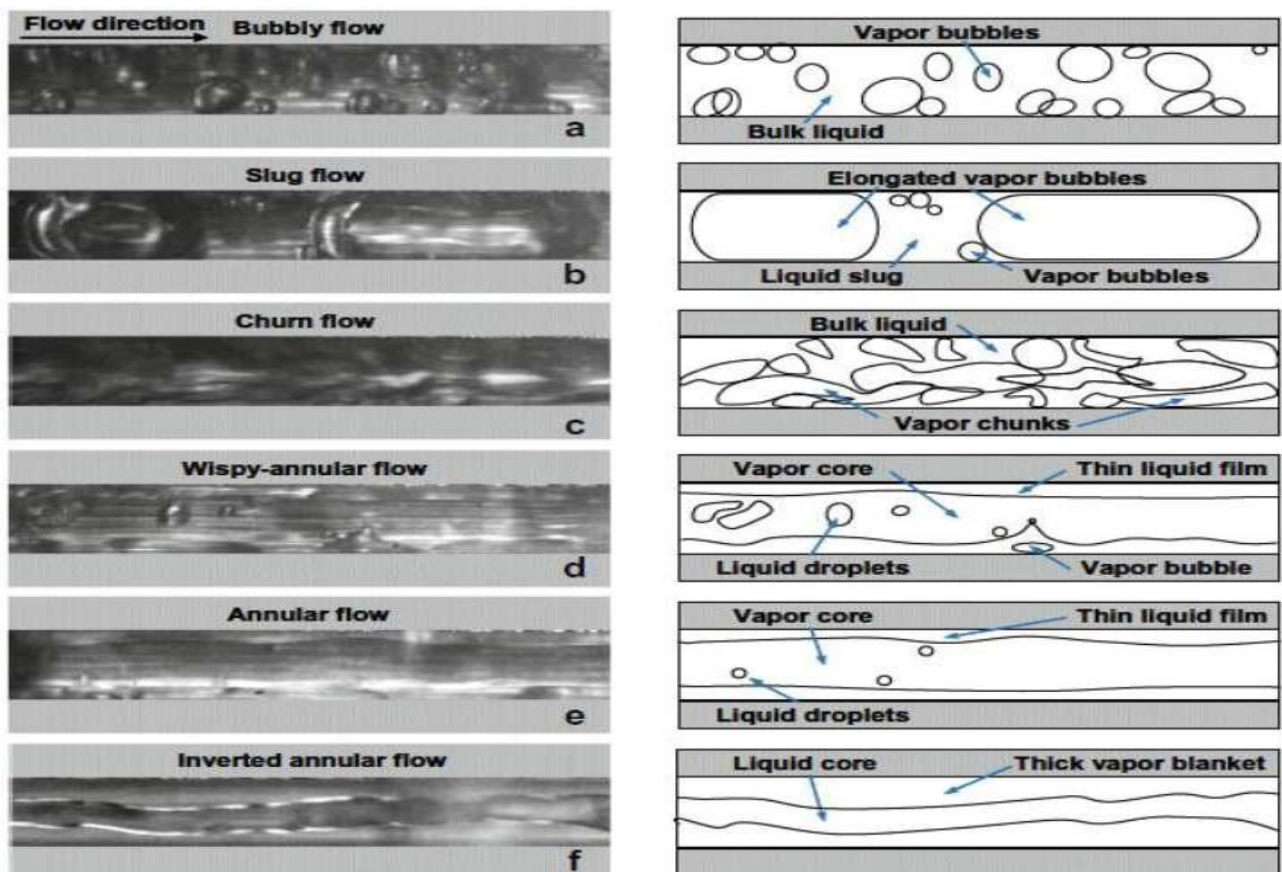 Flow direction
Bubbly flow
a
Vapor bubbles
Bulk liquid
Slug flow
b
Elongated vapor bubbles
Liquid slug
Vapor bubbles
Churn flow
c
Bulk liquid
Vapor chunks
Wispy-annular flow
d
Vapor core
Thin liquid film
Liquid droplets
Vapor bubble
Annular flow
e
Vapor core
Thin liquid film
Liquid droplets
Inverted annular flow
f
Liquid core
Thick vapor blanket